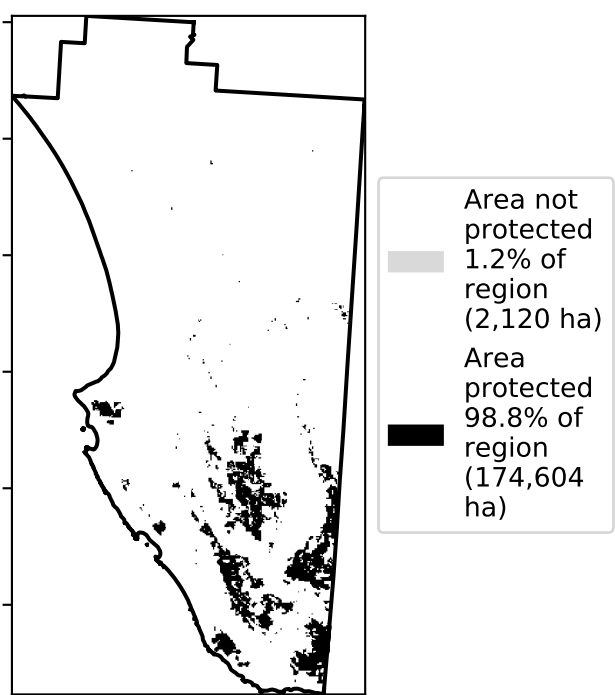 Area not
protected
1.2% of
region
(2,120 ha)
Area
protected
98.8% of
region
(174,604
ha)